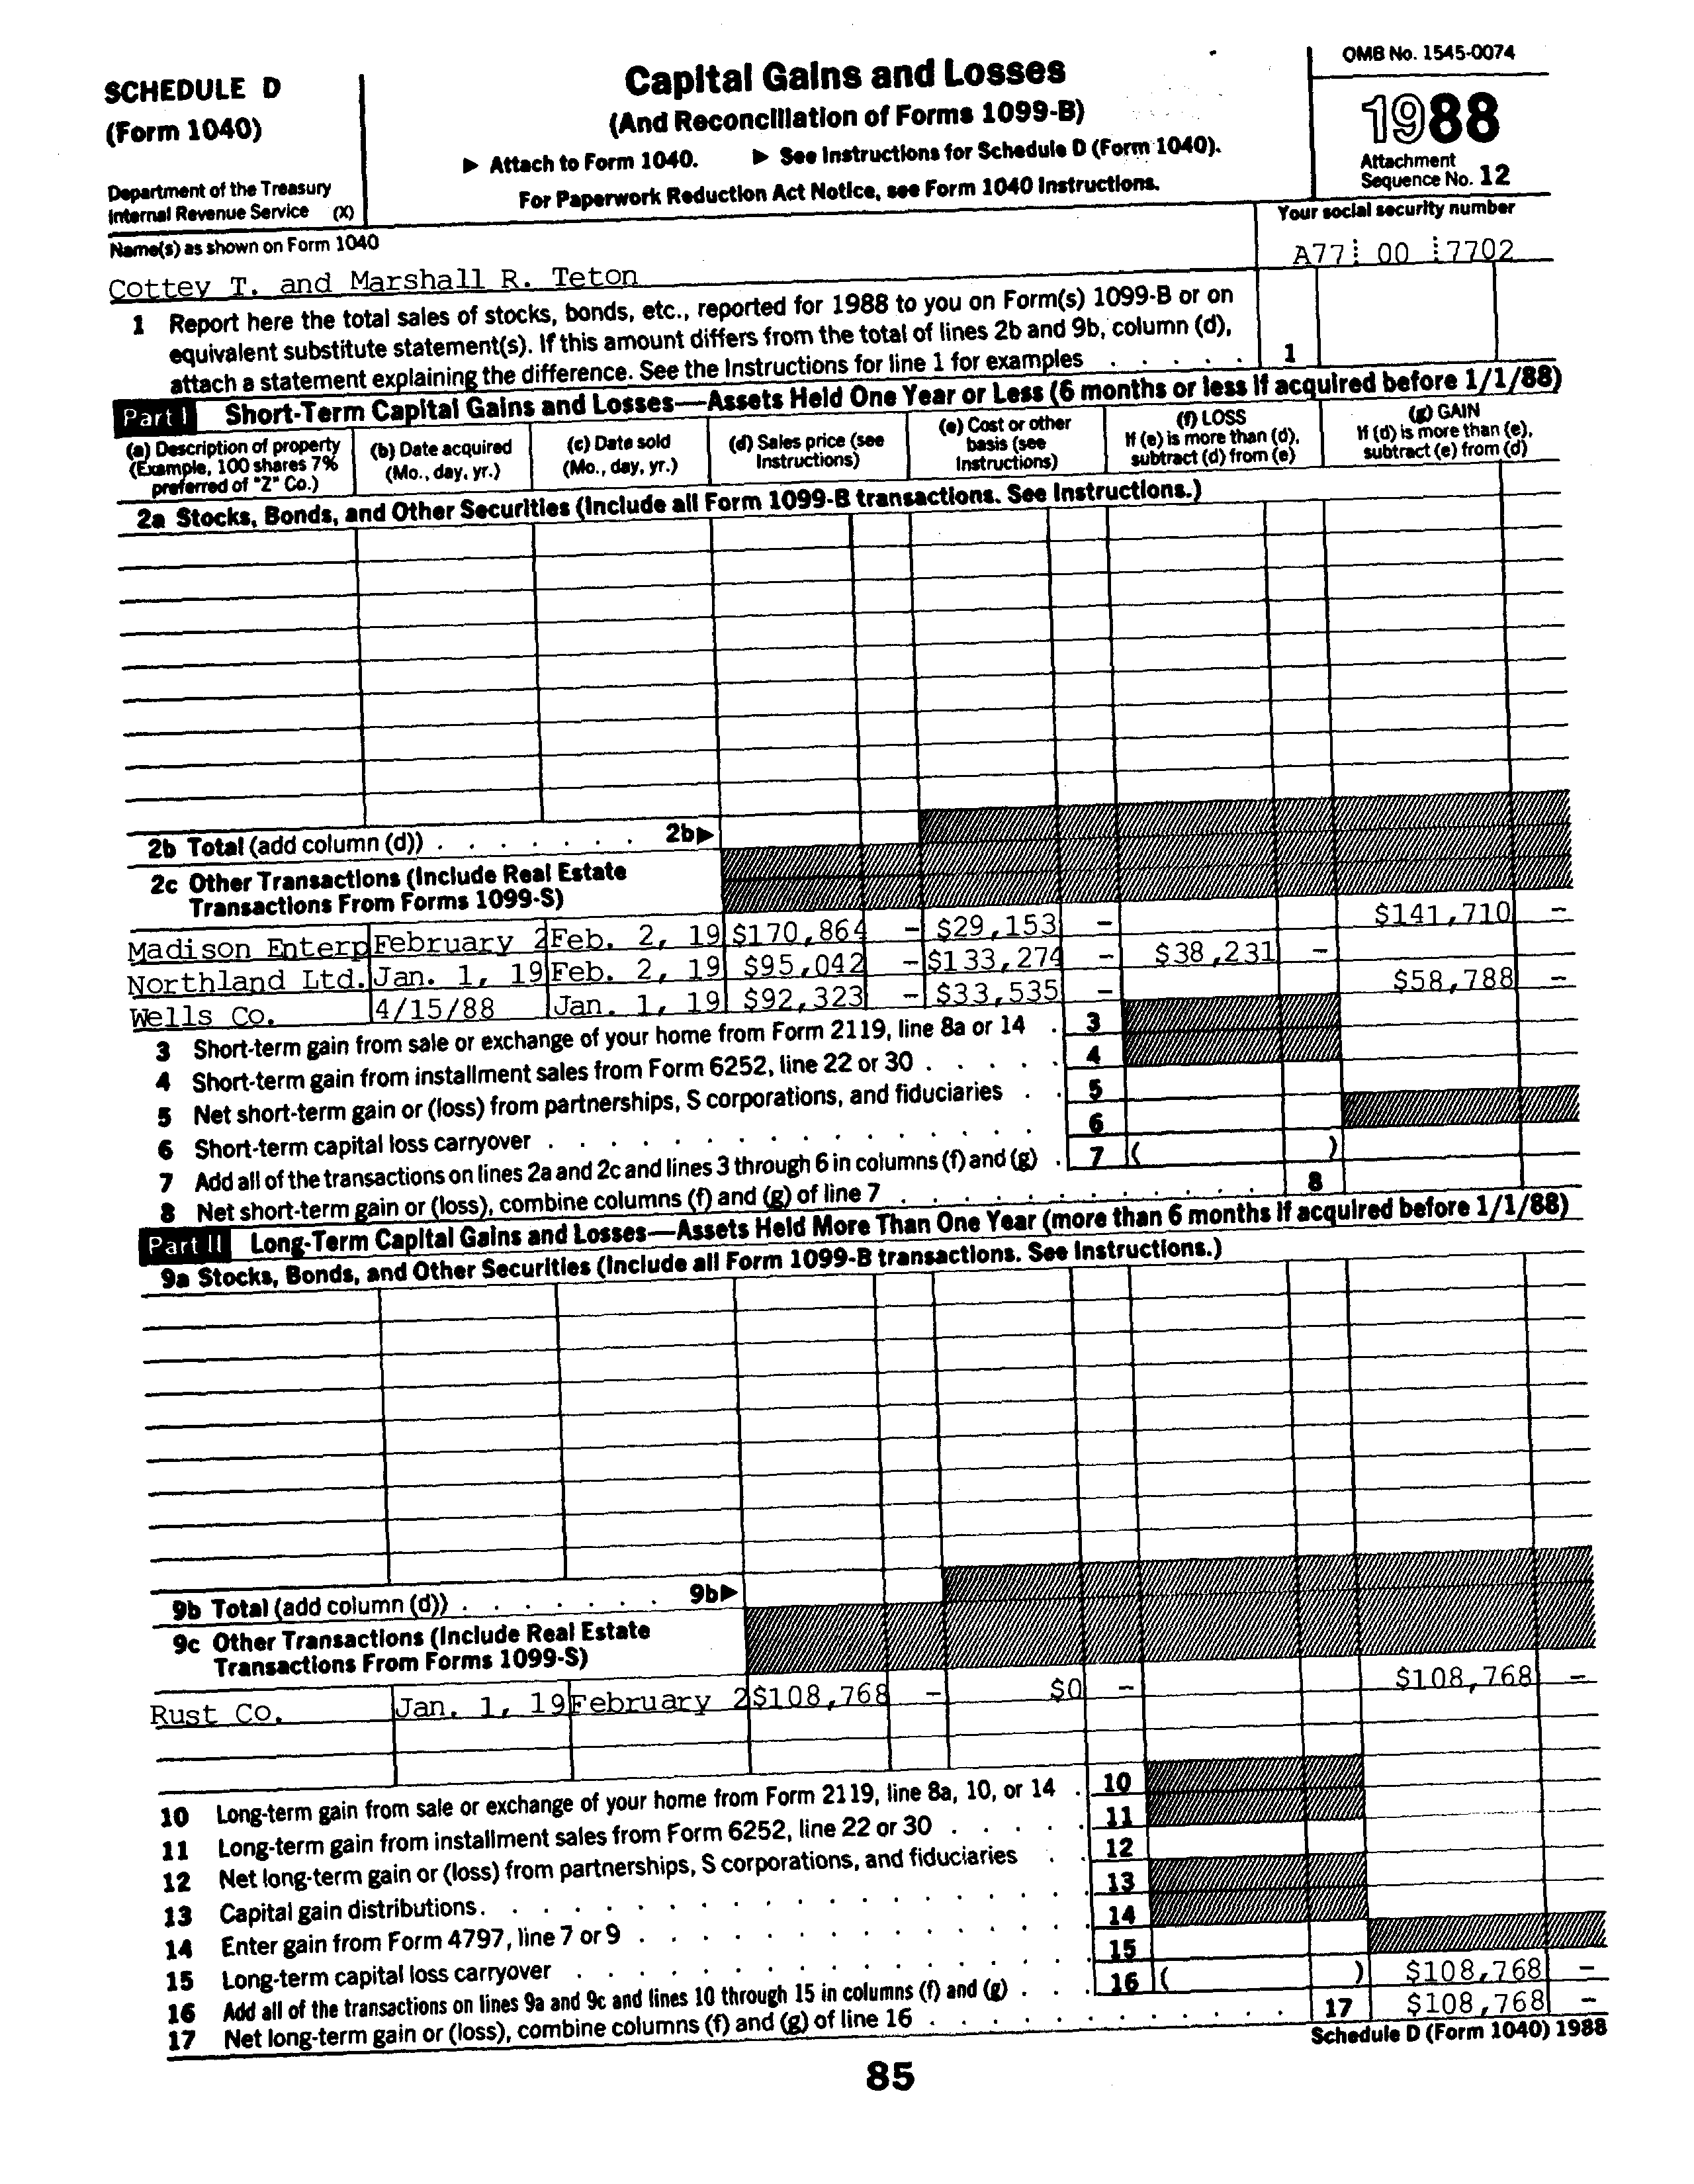 SCHEDULE D
(Form 1040)
Department of the Treasury
Internal Revenue Service (X)
Capital Gains and Losses
(And Reconciliation of Forms 1099-B)
▶ Attach to Form 1040. ▶ See Instructions for Schedule D (Form 1040).
For Paperwork Reduction Act Notice, see Form 1040 Instructions.
OMB No. 1545-0074
1988
Attachment
Sequence No. 12
Name(s) as shown on Form 1040
Cottey T. and Marshall R. Teton
Your social security number
A77 00 7702
1 Report here the total sales of stocks, bonds, etc., reported for 1988 to you on Form(s) 1099-B or on
equivalent substitute statement(s). If this amount differs from the total of lines 2b and 9b, column (d),
attach a statement explaining the difference. See the Instructions for line 1 for examples . . . . . 1
Part I Short-Term Capital Gains and Losses—Assets Held One Year or Less (6 months or less if acquired before 1/1/88)
(a) Description of property
(Example, 100 shares 7%
preferred of "Z" Co.)
(b) Date acquired
(Mo., day, yr.)
(c) Date sold
(Mo., day, yr.)
(d) Sales price (see
Instructions)
(e) Cost or other
basis (see
Instructions)
(f) LOSS
If (e) is more than (d),
subtract (d) from (e)
(g) GAIN
If (d) is more than (e),
subtract (e) from (d)
2a Stocks, Bonds, and Other Securities (Include all Form 1099-B transactions. See Instructions.)
2b Total (add column (d)) . . . . . . . 2b▶
2c Other Transactions (Include Real Estate
Transactions From Forms 1099-S)
Madison Enterp February 2 Feb. 2, 19 $170,864 - $29,153 - $141,710 -
Northland Ltd. Jan. 1, 19 Feb. 2, 19 $95,042 - $133,274 - $38,231 -
Wells Co. 4/15/88 Jan. 1, 19 $92,323 - $33,535 - $58,788 -
3 Short-term gain from sale or exchange of your home from Form 2119, line 8a or 14 . 3
4 Short-term gain from installment sales from Form 6252, line 22 or 30 . . . . . 4
5 Net short-term gain or (loss) from partnerships, S corporations, and fiduciaries . . 5
6 Short-term capital loss carryover . . . . . . . . . . . . . . . . 6
7 Add all of the transactions on lines 2a and 2c and lines 3 through 6 in columns (f) and (g) . 7 ( )
8 Net short-term gain or (loss), combine columns (f) and (g) of line 7 . . . . . . . . . . . . . 8
Part II Long-Term Capital Gains and Losses—Assets Held More Than One Year (more than 6 months if acquired before 1/1/88)
9a Stocks, Bonds, and Other Securities (Include all Form 1099-B transactions. See Instructions.)
9b Total (add column (d)) . . . . . . . 9b▶
9c Other Transactions (Include Real Estate
Transactions From Forms 1099-S)
Rust Co. Jan. 1, 19 February 2 $108,768 - $0 - $108,768 -
10 Long-term gain from sale or exchange of your home from Form 2119, line 8a, 10, or 14 . 10
11 Long-term gain from installment sales from Form 6252, line 22 or 30 . . . . . 11
12 Net long-term gain or (loss) from partnerships, S corporations, and fiduciaries . . 12
13 Capital gain distributions. . . . . . . . . . . . . . . . . . 13
14 Enter gain from Form 4797, line 7 or 9 . . . . . . . . . . . . . . 14
15 Long-term capital loss carryover . . . . . . . . . . . . . . . . 15
16 Add all of the transactions on lines 9a and 9c and lines 10 through 15 in columns (f) and (g) . . . 16 ( ) $108,768 -
17 Net long-term gain or (loss), combine columns (f) and (g) of line 16 . . . . . . . . . . . . . 17 $108,768 -
Schedule D (Form 1040) 1988
85